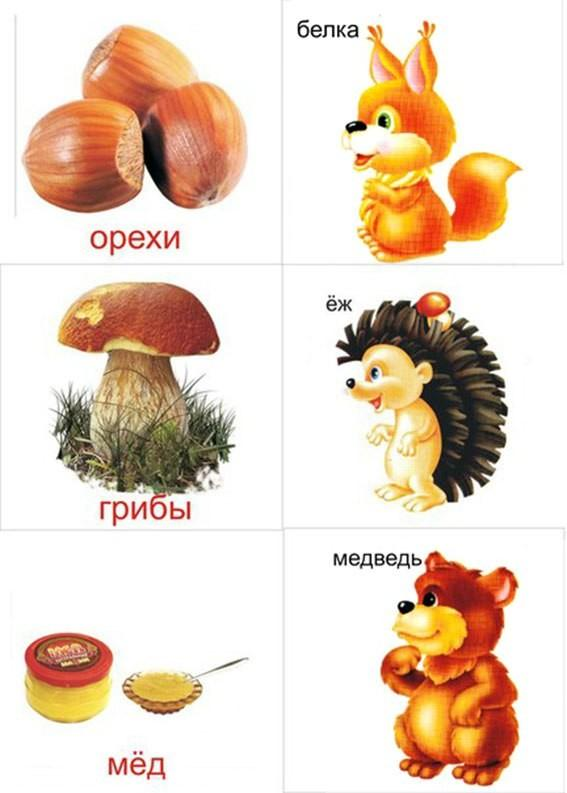 орехи
белка
грибы
ёж
мёд
медведь